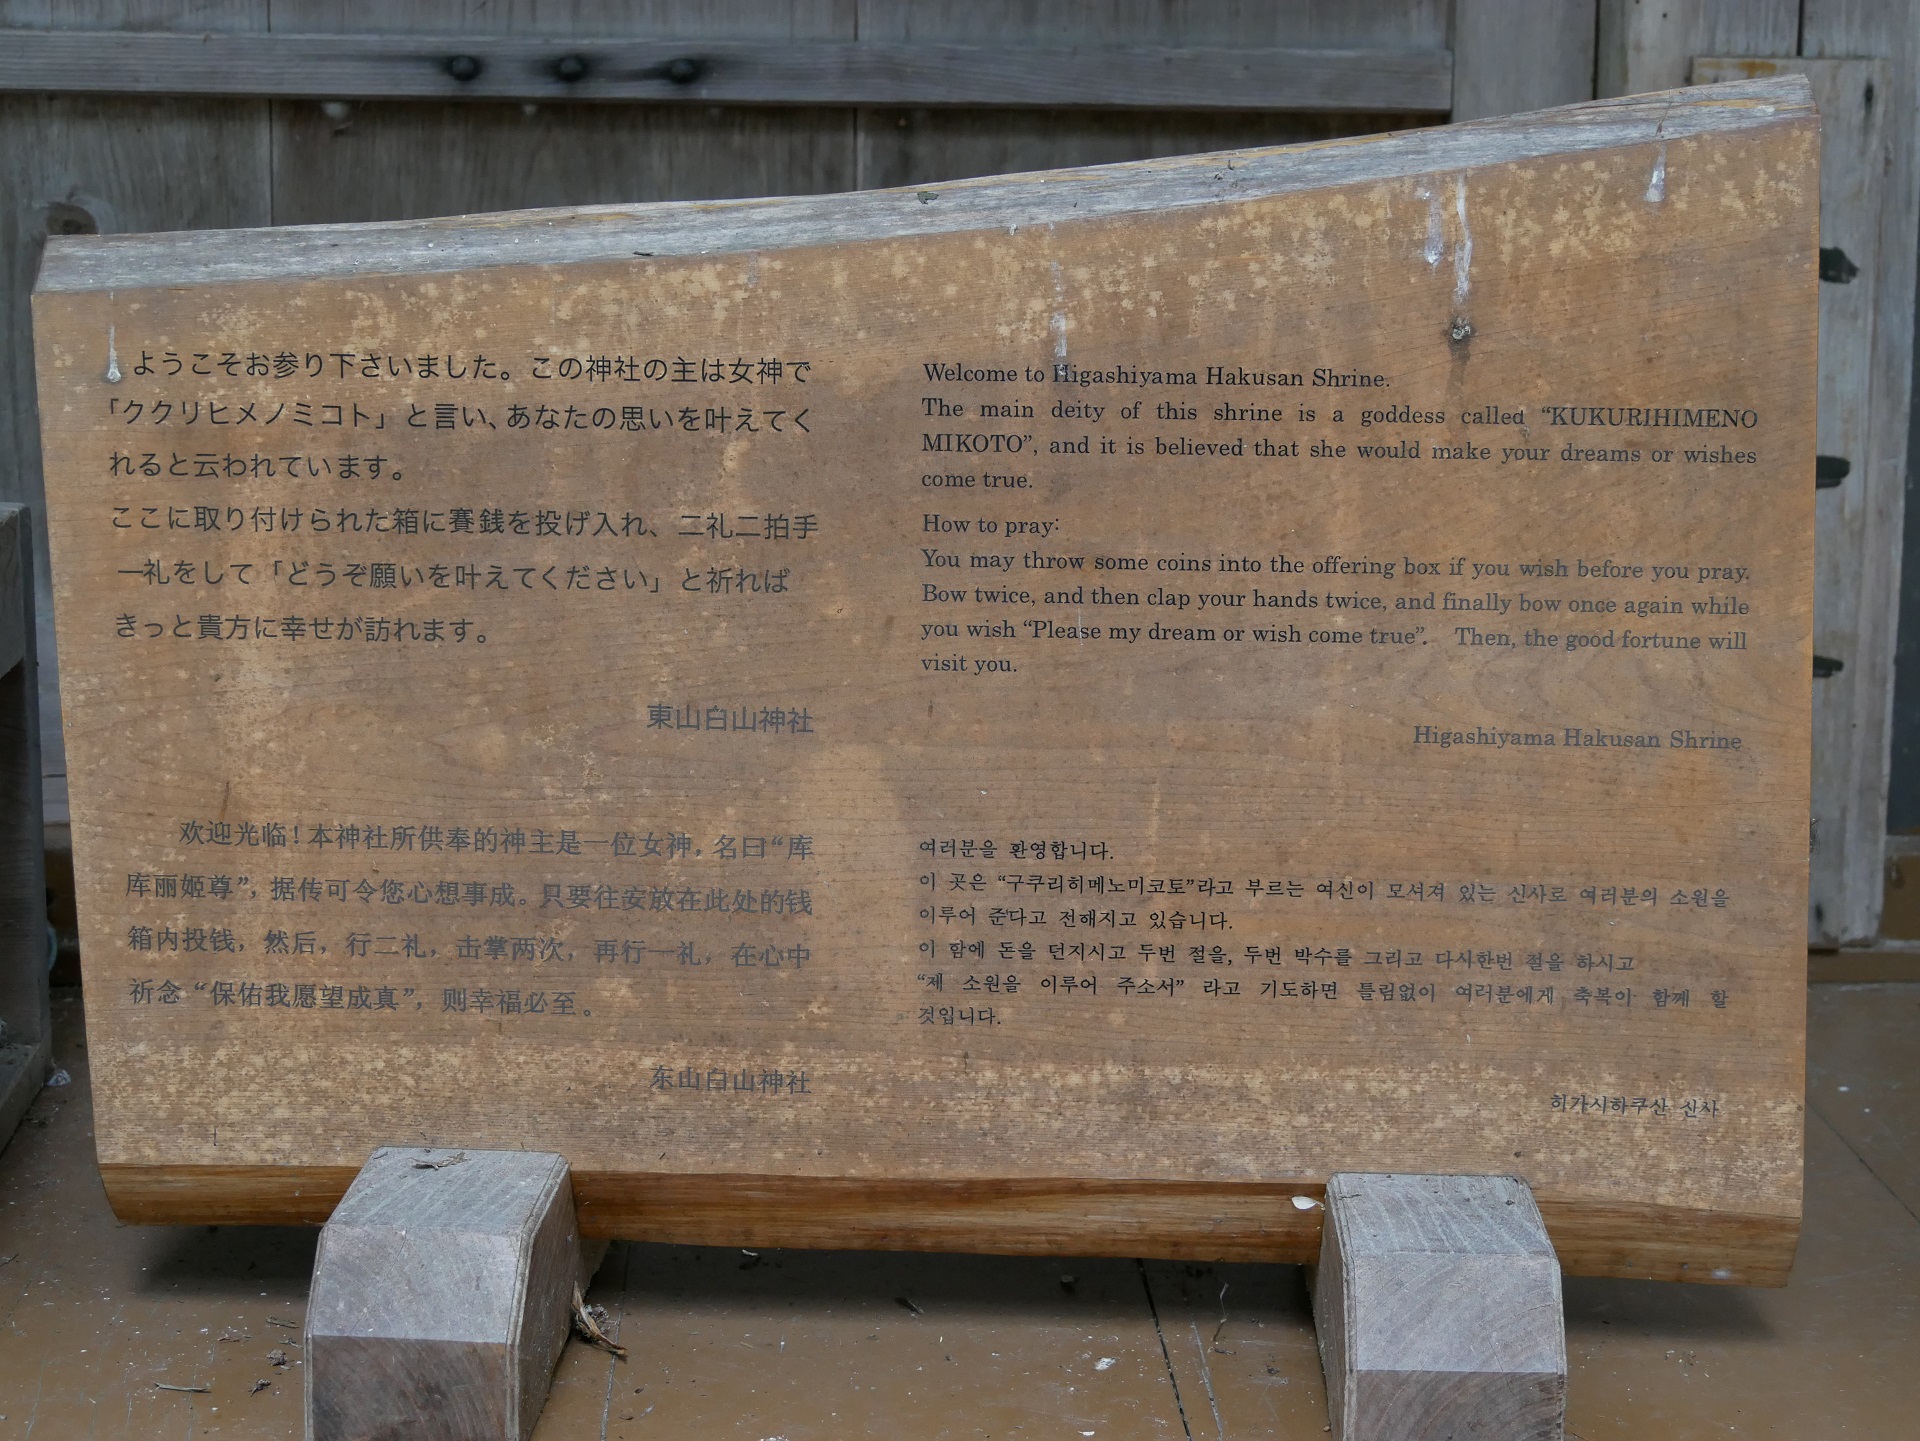 ようこそお参り下さいました。この神社の主は女神で
「ククリヒメノミコト」と言い、あなたの思いを叶えてく
れると云われています。
ここに取り付けられた箱に賽銭を投げ入れ、二礼二拍手
一礼をして「どうぞ願いを叶えてください」と祈れば
きっと貴方に幸せが訪れます。
東山白山神社
Welcome to Higashiyama Hakusan Shrine.
The main deity of this shrine is a goddess called “KUKURIHIMENO
MIKOTO”, and it is believed that she would make your dreams or wishes
come true.
How to pray:
You may throw some coins into the offering box if you wish before you pray.
Bow twice, and then clap your hands twice, and finally bow once again while
you wish “Please my dream or wish come true”. Then, the good fortune will
visit you.
Higashiyama Hakusan Shrine
欢迎光临！本神社所供奉的神主是一位女神，名曰“库
库丽姬尊”，据传可令您心想事成。只要往安放在此处的钱
箱内投钱，然后，行二礼，击掌两次，再行一礼，在心中
祈念“保佑我愿望成真”，则幸福必至。
东山白山神社
여러분을 환영합니다.
이 곳은 “구쿠리히메노미코토”라고 부르는 여신이 모셔져 있는 신사로 여러분의 소원을
이루어 준다고 전해지고 있습니다.
이 함에 돈을 던지시고 두번 절을, 두번 박수를 그리고 다시한번 절을 하시고
“제 소원을 이루어 주소서” 라고 기도하면 틀림없이 여러분에게 축복이 함께 할
것입니다.
히가시하쿠산 신사